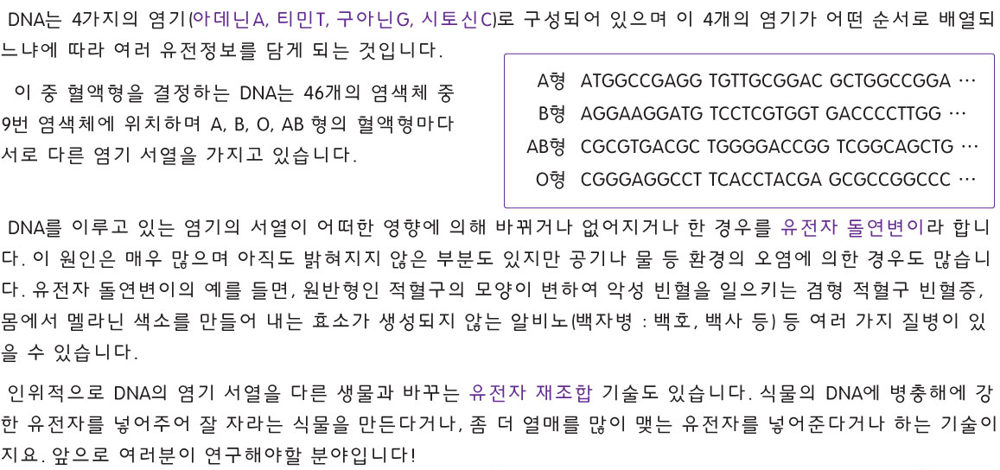 DNA는 4가지의 염기(아데닌A, 티민T, 구아닌G, 시토신C)로 구성되어 있으며 이 4개의 염기가 어떤 순서로 배열되
느냐에 따라 여러 유전정보를 담게 되는 것입니다.
이 중 혈액형을 결정하는 DNA는 46개의 염색체 중
9번 염색체에 위치하며 A, B, O, AB 형의 혈액형마다
서로 다른 염기 서열을 가지고 있습니다.
A형 ATGGCCGAGG TGTTGCGGAC GCTGGCCGGA ⋯
B형 AGGAAGGATG TCCTCGTGGT GACCCCTTGG ⋯
AB형 CGCGTGACGC TGGGGACCGG TCGGCAGCTG ⋯
O형 CGGGAGGCCT TCACCTACGA GCGCCGGCCC ⋯
DNA를 이루고 있는 염기의 서열이 어떠한 영향에 의해 바뀌거나 없어지거나 한 경우를 유전자 돌연변이라 합니
다. 이 원인은 매우 많으며 아직도 밝혀지지 않은 부분도 있지만 공기나 물 등 환경의 오염에 의한 경우도 많습니
다. 유전자 돌연변이의 예를 들면, 원반형인 적혈구의 모양이 변하여 악성 빈혈을 일으키는 겸형 적혈구 빈혈증,
몸에서 멜라닌 색소를 만들어 내는 효소가 생성되지 않는 알비노(백자병 : 백호, 백사 등) 등 여러 가지 질병이 있
을 수 있습니다.
인위적으로 DNA의 염기 서열을 다른 생물과 바꾸는 유전자 재조합 기술도 있습니다. 식물의 DNA에 병충해에 강
한 유전자를 넣어주어 잘 자라는 식물을 만든다거나, 좀 더 열매를 많이 맺는 유전자를 넣어준다거나 하는 기술이
지요. 앞으로 여러분이 연구해야할 분야입니다!